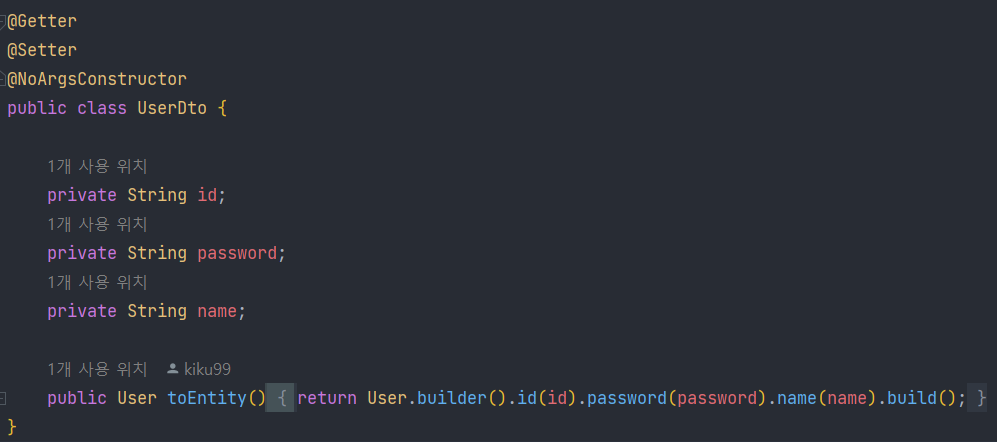 @Getter
@Setter
@NoArgsConstructor
public class UserDto {
1개 사용 위치
private String id;
1개 사용 위치
private String password;
1개 사용 위치
private String name;
1개 사용 위치 kiku99
public User toEntity() { return User.builder().id(id).password(password).name(name).build(); }
}